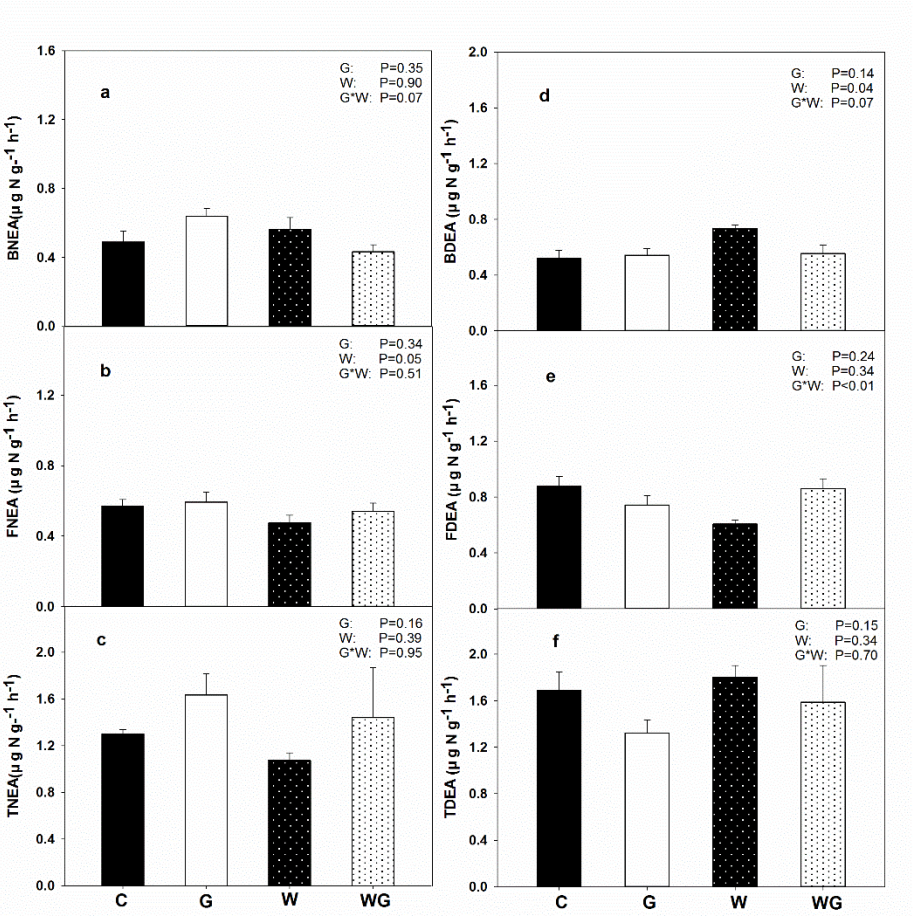 1.6
1.2
0.8
0.4
0.0
BNEA(µ g N g-⁻¹ h⁻¹)
a
G: P=0.35
W: P=0.90
G*W: P=0.07
2.0
1.6
1.2
0.8
0.4
0.0
BDEA (µ g N g⁻¹ h⁻¹)
d
G: P=0.14
W: P=0.04
G*W: P=0.07
1.2
0.8
0.4
0.0
FNEA (µ g N g⁻¹ h⁻¹)
b
G: P=0.34
W: P=0.05
G*W: P=0.51
1.6
1.2
0.8
0.4
0.0
FDEA (µ g N g⁻¹ h⁻¹)
e
G: P=0.24
W: P=0.34
G*W: P<0.01
2.0
1.6
1.2
0.8
0.4
0.0
TNEA(µ g N g-⁻¹ h⁻¹)
c
G: P=0.16
W: P=0.39
G*W: P=0.95
C G W WG
2.0
1.6
1.2
0.8
0.4
0.0
TDEA (µ g N g⁻¹ h⁻¹)
f
G: P=0.15
W: P=0.34
G*W: P=0.70
C G W WG